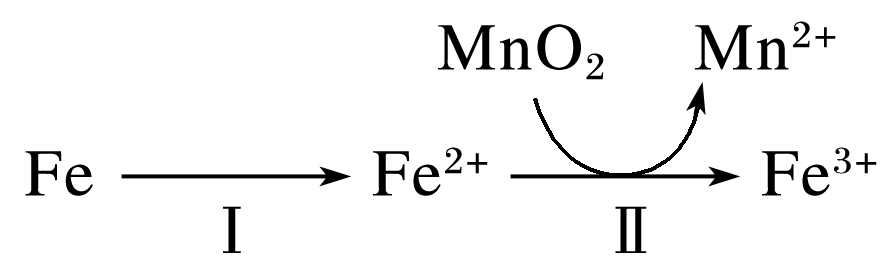 MnO₂ Mn²⁺
Fe Fe²⁺ Fe³⁺
Ⅰ Ⅱ